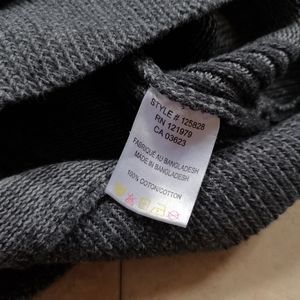 STYLE # 125828
RN 121979
CA 03623
FABRIQUÉ AU BANGLADESH
MADE IN BANGLADESH
100% COTON/COTTON